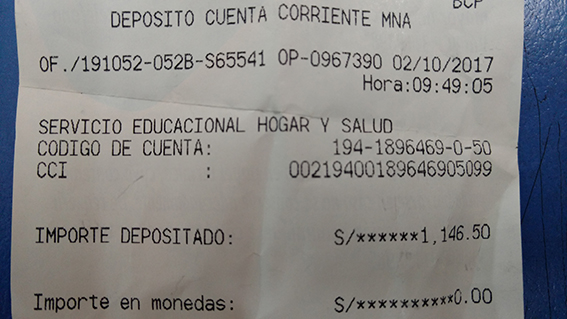 BCP
DEPOSITO CUENTA CORRIENTE MNA
OF./191052-052B-S65541 OP-0967390 02/10/2017
Hora:09:49:05
SERVICIO EDUCACIONAL HOGAR Y SALUD
CODIGO DE CUENTA: 194-1896469-0-50
CCI : 00219400189646905099
IMPORTE DEPOSITADO: S/******1,146.50
Importe en monedas: S/**********0.00